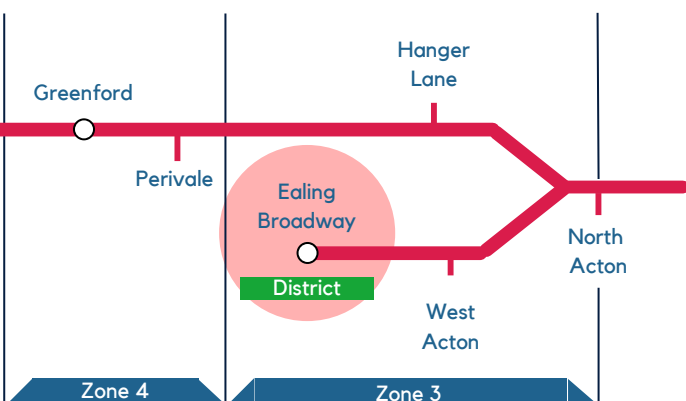 Hanger
Lane
Greenford
Perivale
Ealing
Broadway
District
North
Acton
West
Acton
Zone 4
Zone 3